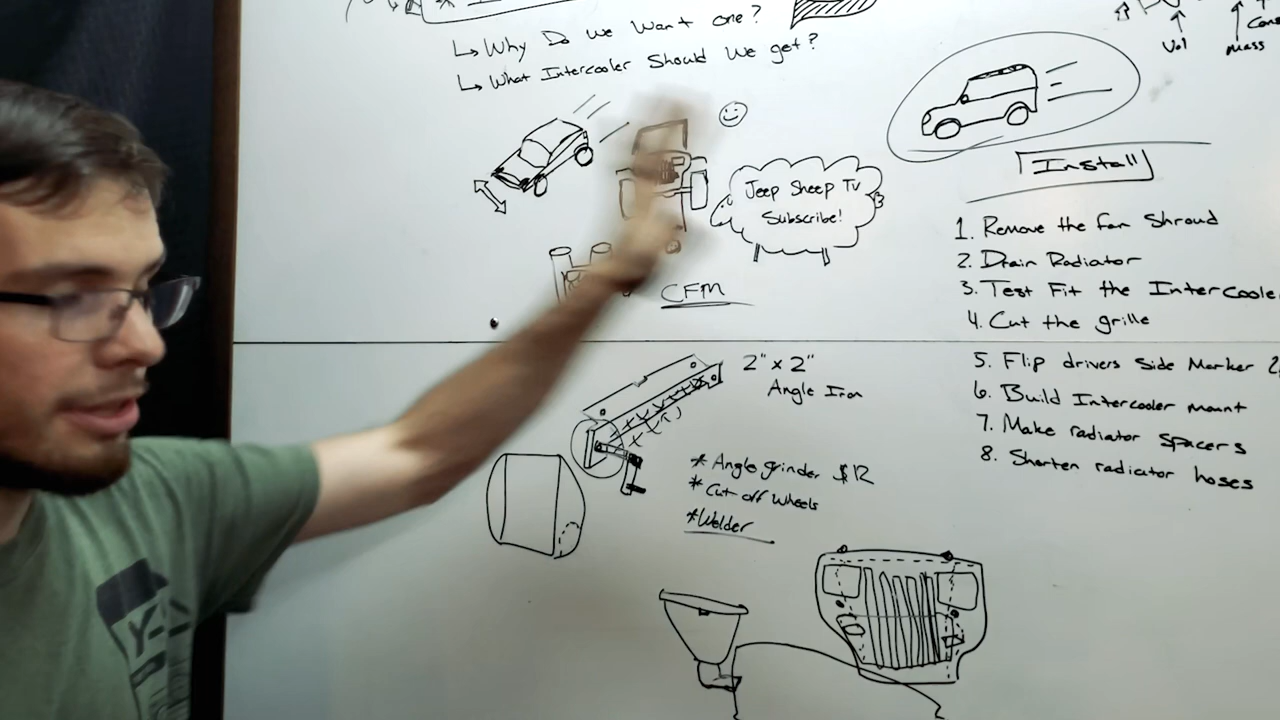 ↳ Why Do we Want one?
↳ What Intercooler Should We get?
Vol
mass
Jeep Sheep Tv
Subscribe!
CFM
Install
1. Remove the fan Shroud
2. Drain Radiator
3. Test Fit the Intercoole
4. Cut the grille
5. Flip drivers Side Marker
6. Build Intercooler mount
7. Make radiator spacers
8. Shorten radiator hoses
2" x 2"
Angle Iron
* Angle grinder $12
* Cut off wheels
* Welder